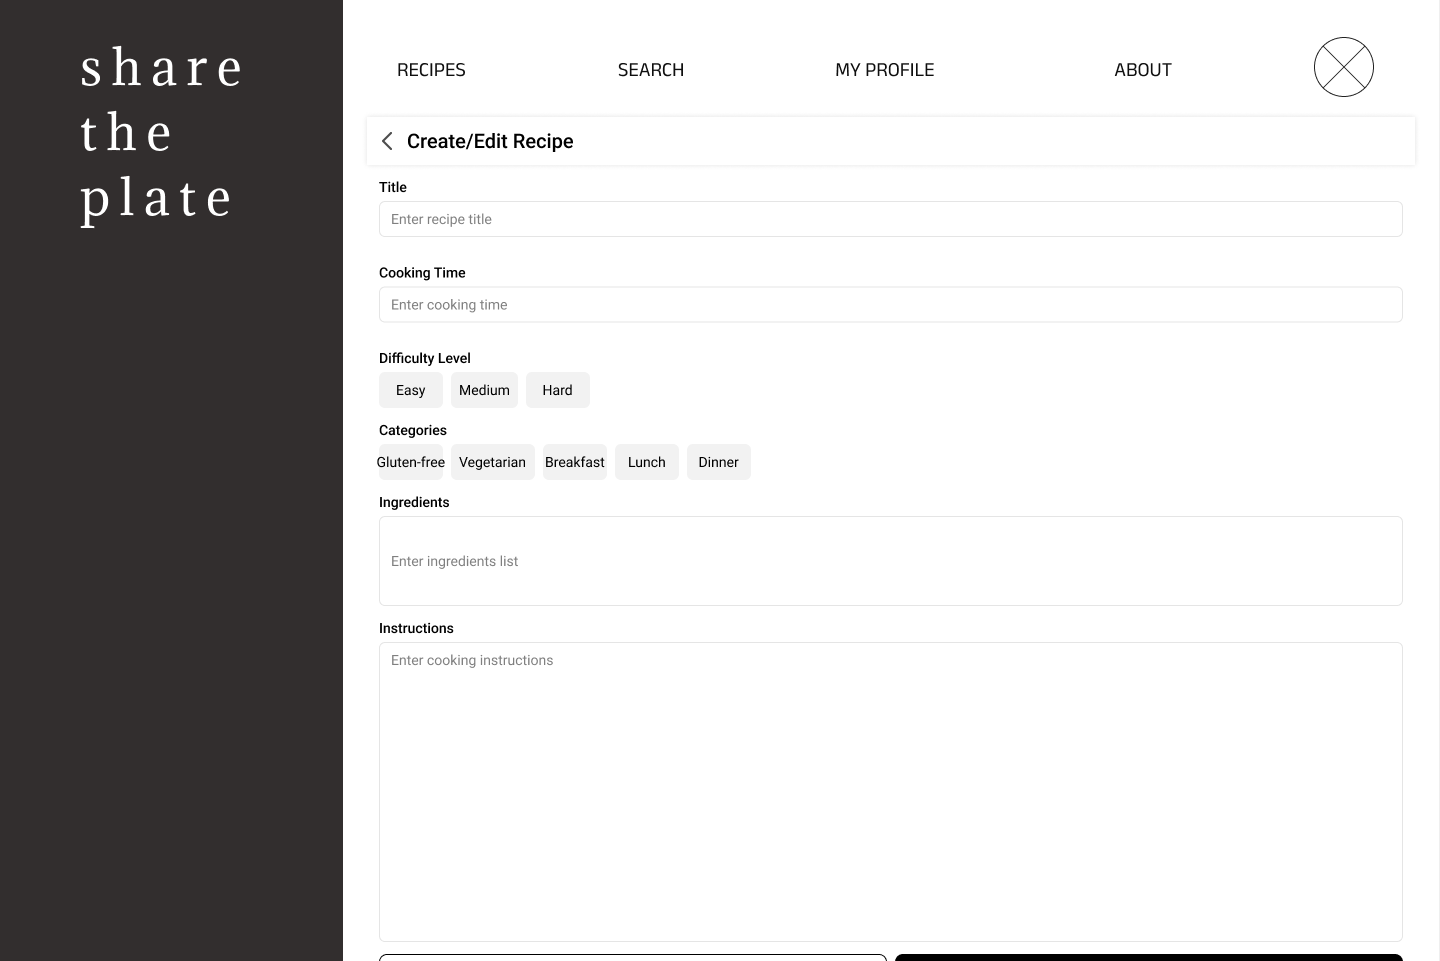 share
the
plate
RECIPES SEARCH MY PROFILE ABOUT
Create/Edit Recipe
Title
Enter recipe title
Cooking Time
Enter cooking time
Difficulty Level
Easy Medium Hard
Categories
Gluten-free Vegetarian Breakfast Lunch Dinner
Ingredients
Enter ingredients list
Instructions
Enter cooking instructions